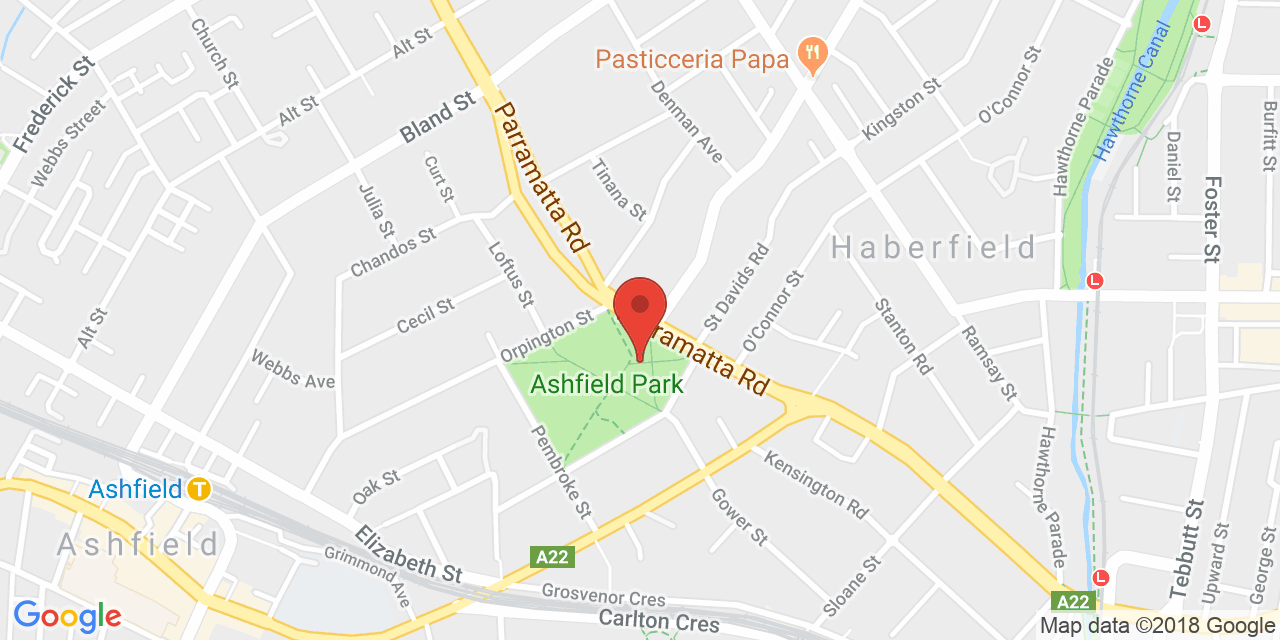 Church St
Alt St
Pasticceria Papa
Frederick St
Webbs Street
Alt St
Bland St
Parramatta Rd
Denman Ave
Kingston St
O'Connor St
Hawthorne Parade
Hawthorne Canal
Daniel St
Burfitt St
Foster St
Julia St
Curt St
Tinana St
Chandos St
Loftus St
Haberfield
St Davids Rd
O'Connor St
Stanton Rd
Ramsay St
Alt St
Cecil St
Orpington St
Webbs Ave
Parramatta Rd
Ashfield Park
Pembroke St
Oak St
Kensington Rd
Hawthorne Parade
Gower St
Ashfield
T
Ashfield
Elizabeth St
Grimmond Ave
A22
Grosvenor Cres
Carlton Cres
Sloane St
A22
Tebbutt St
Upward St
George St
L
L
L
Google
Map data ©2018 Google